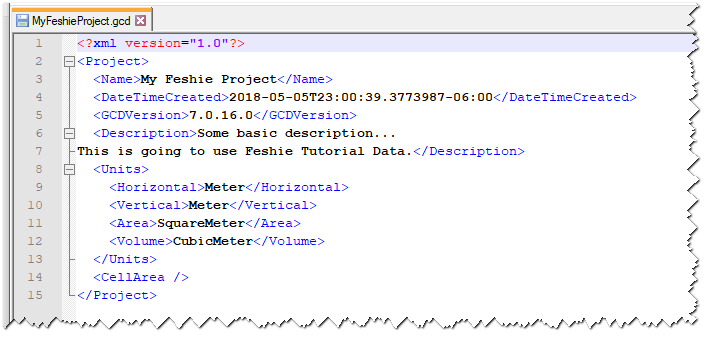 MyFeshieProject.gcd
1 <?xml version="1.0"?>
2 <Project>
3 <Name>My Feshie Project</Name>
4 <DateTimeCreated>2018-05-05T23:00:39.3773987-06:00</DateTimeCreated>
5 <GCDVersion>7.0.16.0</GCDVersion>
6 <Description>Some basic description...
7 This is going to use Feshie Tutorial Data.</Description>
8 <Units>
9 <Horizontal>Meter</Horizontal>
10 <Vertical>Meter</Vertical>
11 <Area>SquareMeter</Area>
12 <Volume>CubicMeter</Volume>
13 </Units>
14 <CellArea />
15 </Project>